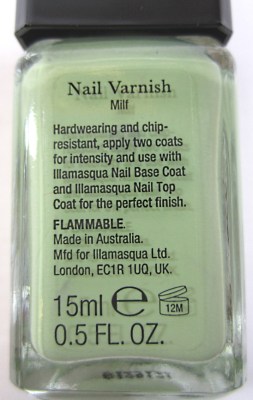 Nail Varnish
Milf
Hardwearing and chip-
resistant, apply two coats
for intensity and use with
Illamasqua Nail Base Coat
and Illamasqua Nail Top
Coat for the perfect finish.
FLAMMABLE.
Made in Australia.
Mfd for Illamasqua Ltd.
London, EC1R 1UQ, UK.
15ml e 12M
0.5 FL. OZ.